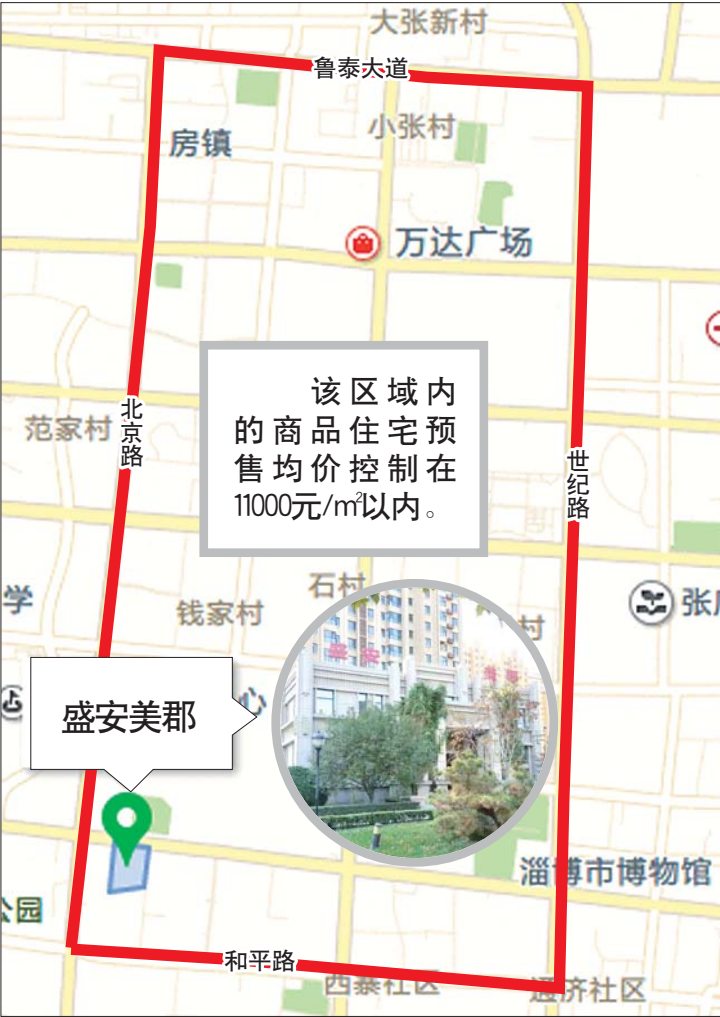 大张新村
鲁泰大道
小张村
房镇
万达广场
该区域内
的商品住宅预
售均价控制在
11000元/m²以内。
北京路
范家村
世纪路
石村
学
钱家村
村
张
盛安美郡
心
盛安
淄博市博物馆
公园
和平路
西寨社区
通济社区